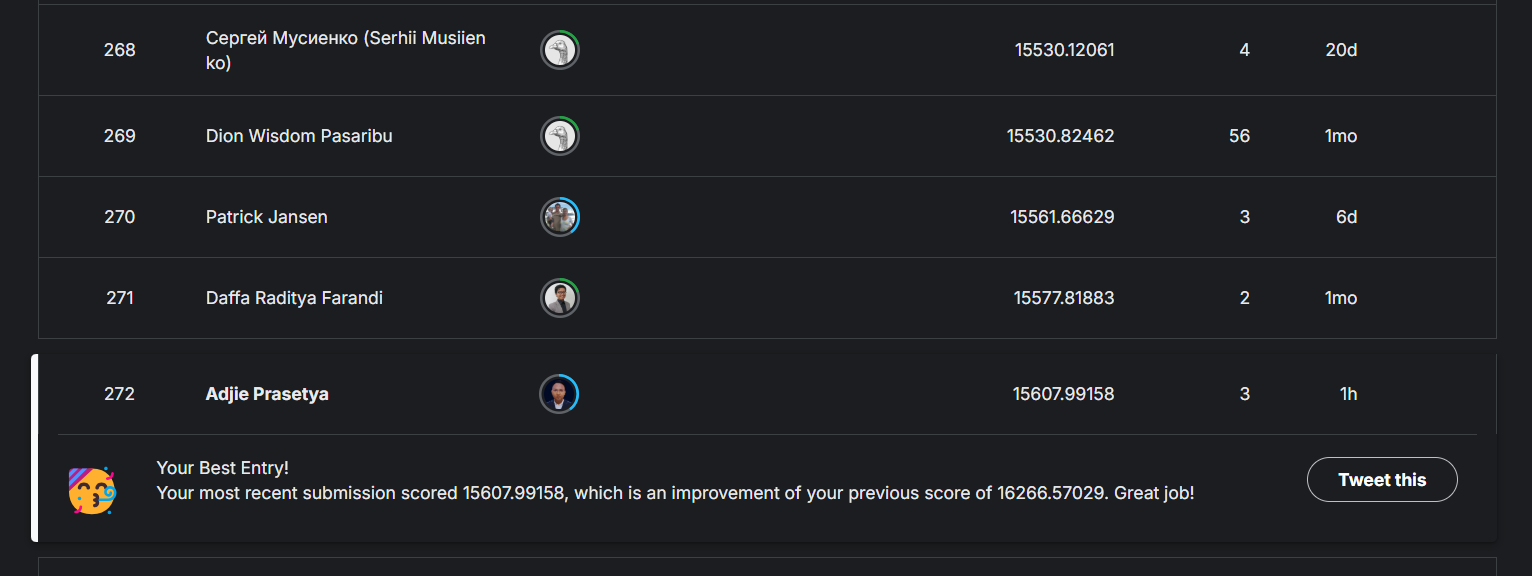 268 Сергей Мусиенко (Serhii Musiien 15530.12061 4 20d
ko)
269 Dion Wisdom Pasaribu 15530.82462 56 1mo
270 Patrick Jansen 15561.66629 3 6d
271 Daffa Raditya Farandi 15577.81883 2 1mo
272 Adjie Prasetya 15607.99158 3 1h
Your Best Entry!
Your most recent submission scored 15607.99158, which is an improvement of your previous score of 16266.57029. Great job!
Tweet this